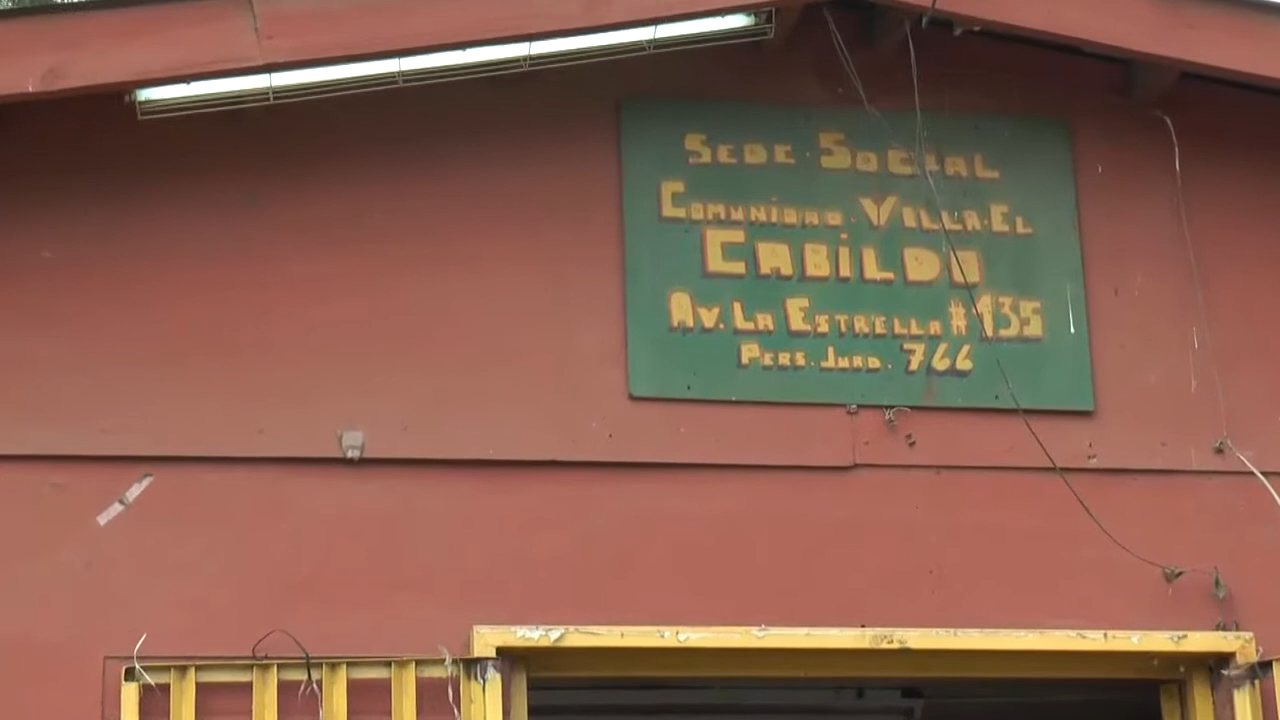 SEDE SOCIAL
COMUNIDAD VILLA EL
CABILDO
AV. LA ESTRELLA #135
PERS. JURD. 766